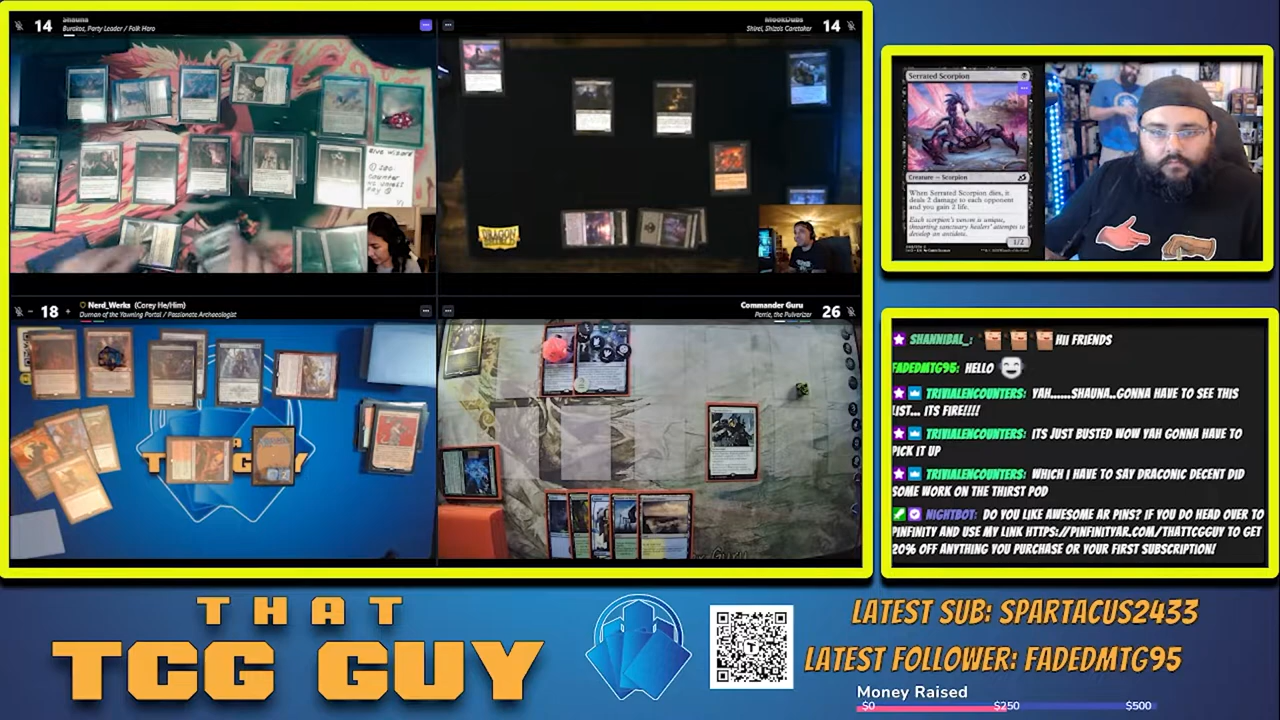 Shauna
14
Burakos, Party Leader / Folk Hero
MookDubs
14
Shirei, Shizo's Caretaker
GIVE WIZARD
DRAGON
18
Nerd_Werks (Corey He/Him)
Durnan of the Yawning Portal / Passionate Archaeologist
Commander Guru
26
Perrie, the Pulverizer
Serrated Scorpion
Creature — Scorpion
When Serrated Scorpion dies, it
deals 2 damage to each opponent
and you gain 2 life.
Each scorpion's venom is unique,
thwarting sanctuary healers' attempts to
develop an antidote.
1/2
SHANNIBAL_: HII FRIENDS
FADEDMTG95: HELLO
TRIVIALENCOUNTERS: YAH......SHAUNA..GONNA HAVE TO SEE THIS
LIST... ITS FIRE!!!!
TRIVIALENCOUNTERS: ITS JUST BUSTED WOW YAH GONNA HAVE TO
PICK IT UP
TRIVIALENCOUNTERS: WHICH I HAVE TO SAY DRACONIC DECENT DID
SOME WORK ON THE THIRST POD
NIGHTBOT: DO YOU LIKE AWESOME AR PINS? IF YOU DO HEAD OVER TO
PINFINITY AND USE MY LINK HTTPS://PINFINITYAR.COM/THATTCGGUY TO GET
20% OFF ANYTHING YOU PURCHASE OR YOUR FIRST SUBSCRIPTION!
THAT
TCG GUY
LATEST SUB: SPARTACUS2433
LATEST FOLLOWER: FADEDMTG95
Money Raised
$0 $250 $500